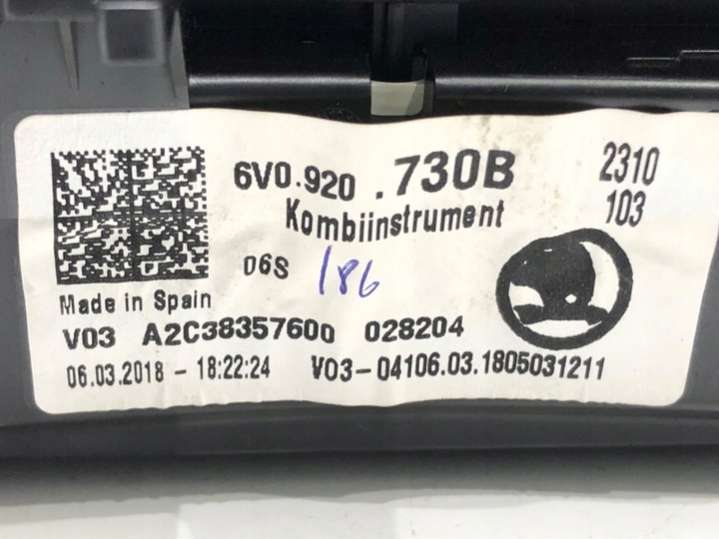 6V0.920 .730B 2310
Kombiinstrument 103
06S 186
Made in Spain
V03 A2C38357600 028204
06.03.2018 - 18:22:24 V03-04106.03.1805031211